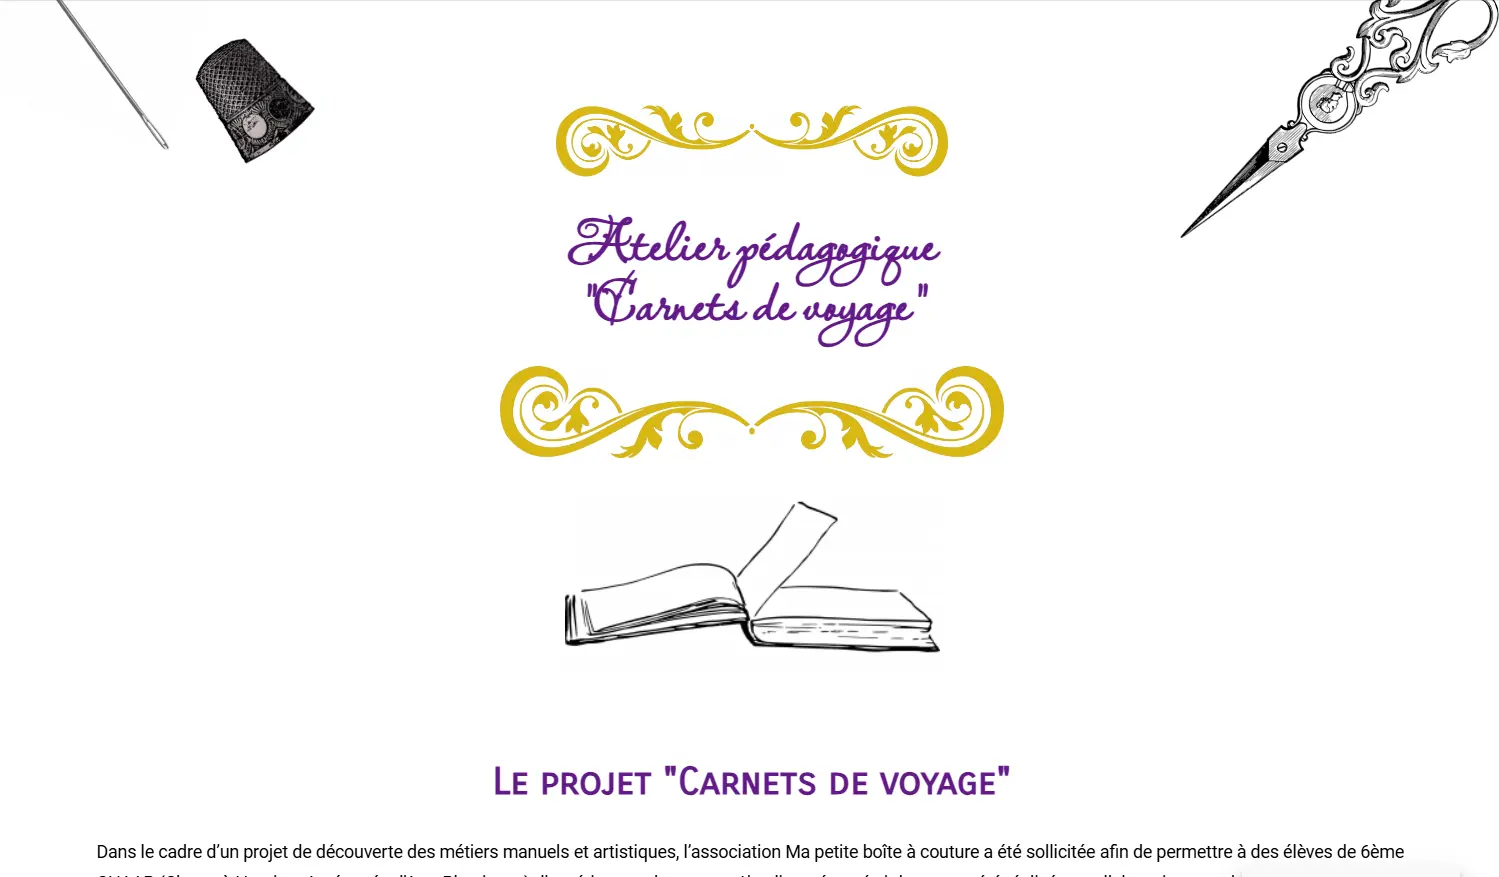 Atelier pédagogique
"Carnets de voyage"
Le projet "Carnets de voyage"
Dans le cadre d’un projet de découverte des métiers manuels et artistiques, l’association Ma petite boîte à couture a été sollicitée afin de permettre à des élèves de 6ème